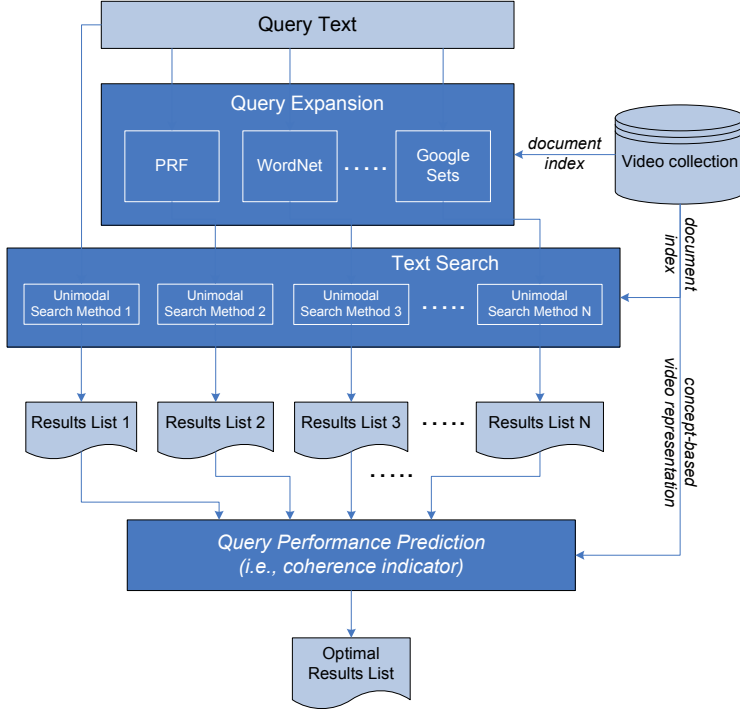 Query Text
Query Expansion
PRF
WordNet
.....
Google
Sets
document
index
Video collection
document
index
Text Search
Unimodal
Search Method 1
Unimodal
Search Method 2
Unimodal
Search Method 3
.....
Unimodal
Search Method N
Results List 1
Results List 2
Results List 3
.....
Results List N
.....
concept-based
video representation
Query Performance Prediction
(i.e., coherence indicator)
Optimal
Results List